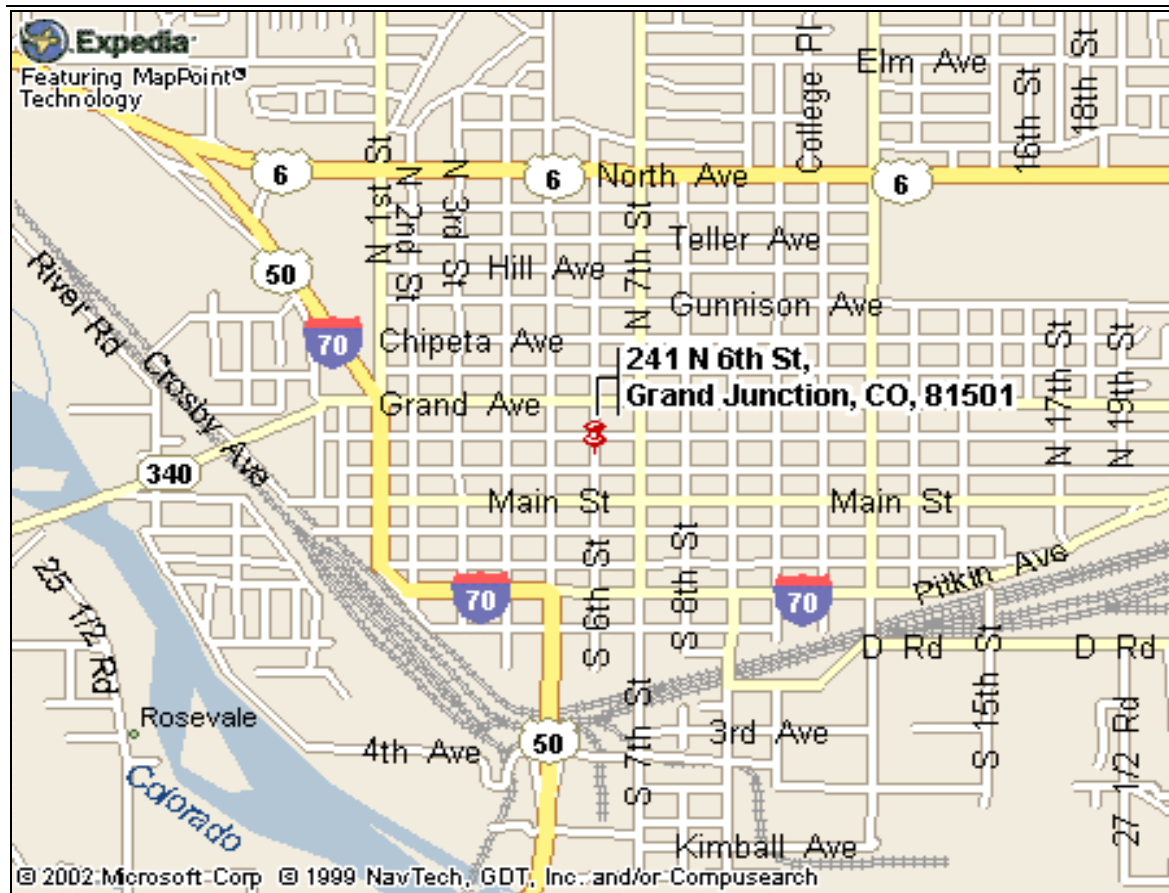 Expedia
Featuring MapPoint®
Technology
College Pl
Elm Ave
16th St
18th St
6
6
North Ave
6
N 1st St
N 2nd St
N 3rd St
N 7th St
Teller Ave
50
Hill Ave
Gunnison Ave
River Rd
70
Chipeta Ave
241 N 6th St,
Grand Junction, CO, 81501
N 17th St
N 19th St
Crosby Ave
Grand Ave
340
Main St
Main St
25 1/2 Rd
70
S 6th St
S 8th St
70
Pitkin Ave
D Rd
S 15th St
D Rd
Rosevale
4th Ave
50
S 7th St
3rd Ave
27 1/2 Rd
Colorado
Kimball Ave
© 2002 Microsoft Corp © 1999 NavTech, GDT, Inc. and/or Compusearch